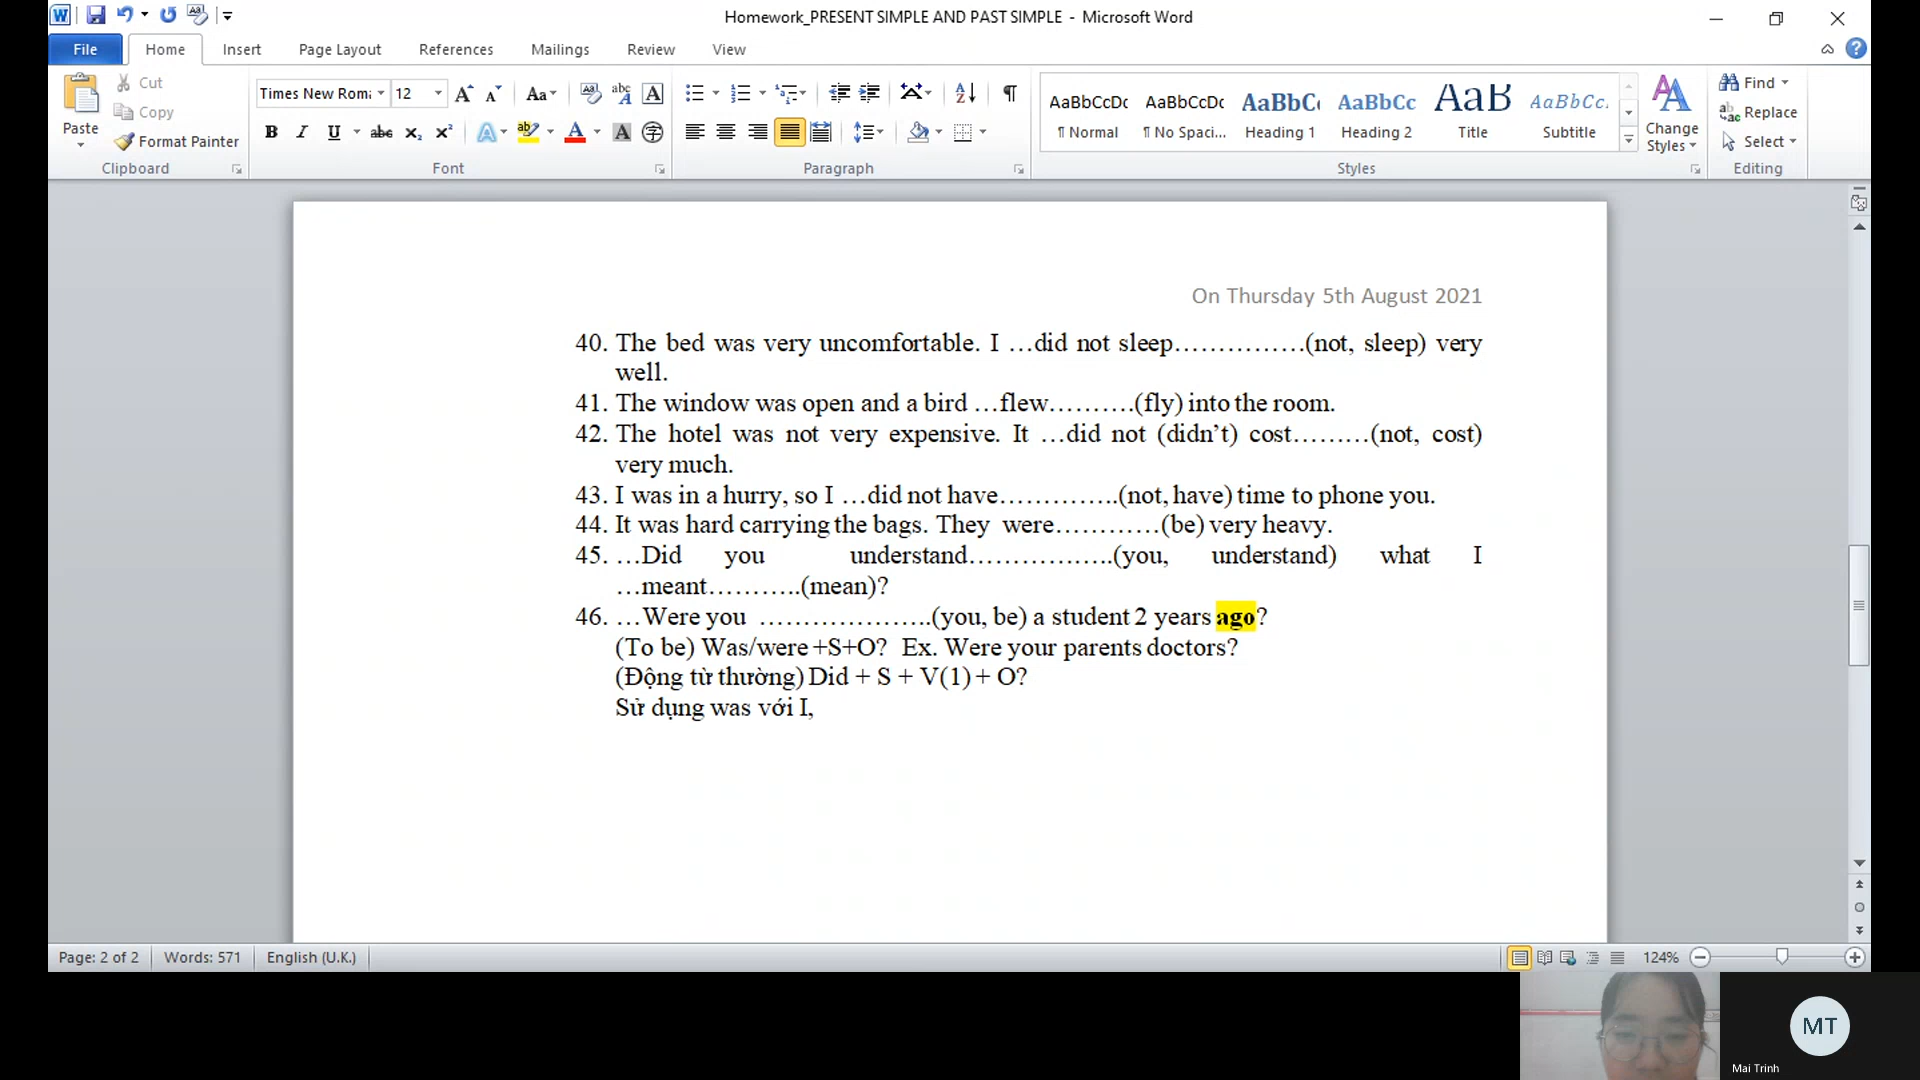 Homework_PRESENT SIMPLE AND PAST SIMPLE - Microsoft Word
File Home Insert Page Layout References Mailings Review View
Paste
Cut
Copy
Format Painter
Clipboard
Times New Roma 12
Font
Paragraph
AaBbCcDc AaBbCcDc AaBbC AaBbCc AaB AaBbCc.
¶ Normal ¶ No Spaci... Heading 1 Heading 2 Title Subtitle
Styles
Change Styles
Find
Replace
Select
Editing
On Thursday 5th August 2021
40. The bed was very uncomfortable. I …did not sleep……………(not, sleep) very
well.
41. The window was open and a bird …flew……….(fly) into the room.
42. The hotel was not very expensive. It …did not (didn’t) cost………(not, cost)
very much.
43. I was in a hurry, so I …did not have…………..(not, have) time to phone you.
44. It was hard carrying the bags. They were…………(be) very heavy.
45. …Did you understand……………..(you, understand) what I
…meant………..(mean)?
46. …Were you ………………..(you, be) a student 2 years ago?
(To be) Was/were +S+O? Ex. Were your parents doctors?
(Động từ thường) Did + S + V(1) + O?
Sử dụng was với I,
Page: 2 of 2 Words: 571 English (U.K.) 124%
MT
Mai Trinh